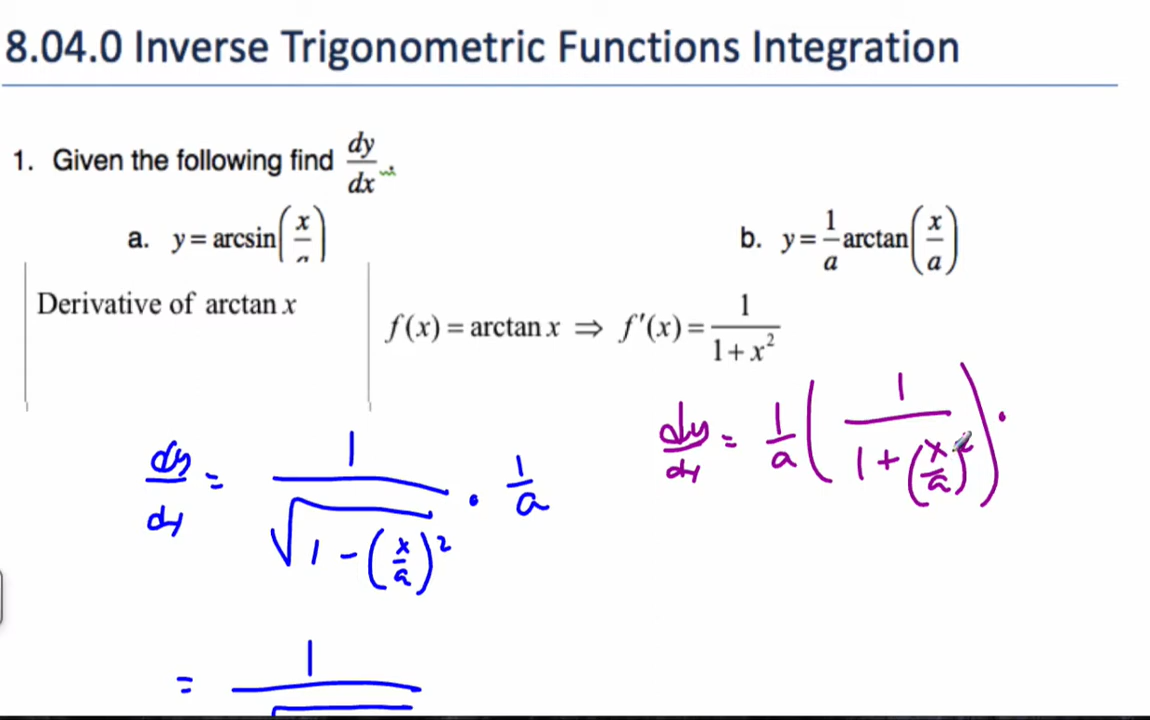 8.04.0 Inverse Trigonometric Functions Integration
1. Given the following find dy/dx.
a. y = arcsin(x/a)
b. y = 1/a arctan(x/a)
Derivative of arctan x
f(x) = arctan x ⇒ f'(x) = 1/(1 + x²)
dy/dx = 1/√(1 - (x/a)²) · 1/a
dy/dx = 1/a (1/(1 + (x/a)²)) ·
= 1/√